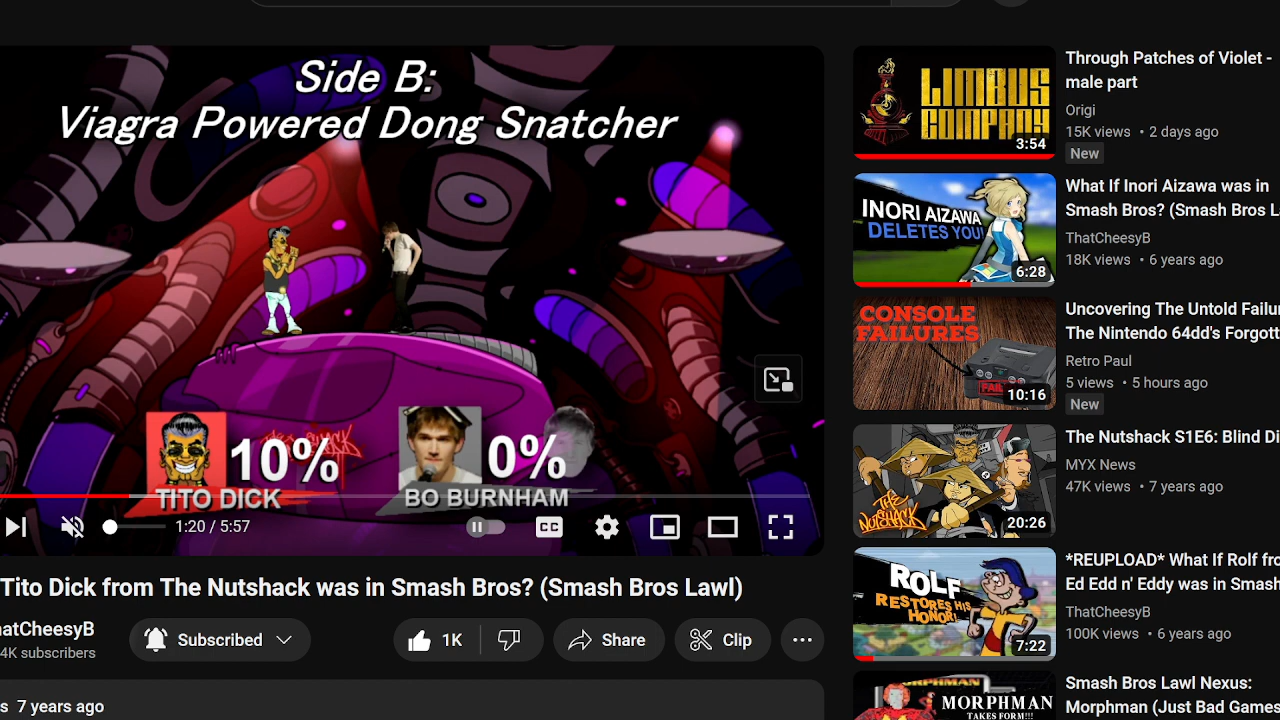 Side B:
Viagra Powered Dong Snatcher
10%
TITO DICK
0%
BO BURNHAM
1:20 / 5:57
CC
Tito Dick from The Nutshack was in Smash Bros? (Smash Bros Lawl)
hatCheesyB
4K subscribers
Subscribed
1K
Share
Clip
s 7 years ago
LIMBUS
COMPANY
3:54
Through Patches of Violet -
male part
Origi
15K views • 2 days ago
New
INORI AIZAWA
DELETES YOU!
6:28
What If Inori Aizawa was in
Smash Bros? (Smash Bros L
ThatCheesyB
18K views • 6 years ago
CONSOLE
FAILURES
FAIL
10:16
Uncovering The Untold Failu
The Nintendo 64dd's Forgott
Retro Paul
5 views • 5 hours ago
New
THE
NUTSHACK
20:26
The Nutshack S1E6: Blind Di
MYX News
47K views • 7 years ago
ROLF
RESTORES HIS
HONOR!
7:22
*REUPLOAD* What If Rolf fro
Ed Edd n' Eddy was in Smash
ThatCheesyB
100K views • 6 years ago
MORPHMAN
MORPHMAN
TAKES FORM!!!
Smash Bros Lawl Nexus:
Morphman (Just Bad Games